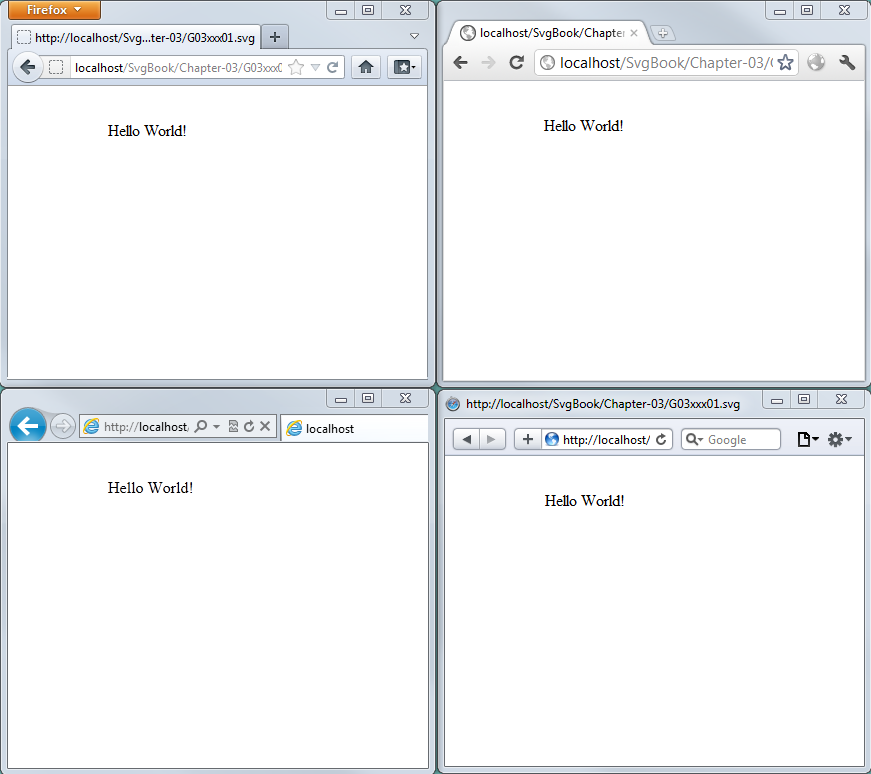 Firefox
http://localhost/Svg...ter-03/G03xxx01.svg
localhost/SvgBook/Chapter-03/G03xxx0
Hello World!
localhost/SvgBook/Chapte
localhost/SvgBook/Chapter-03/
Hello World!
http://localhost/
localhost
Hello World!
http://localhost/SvgBook/Chapter-03/G03xxx01.svg
http://localhost/
Google
Hello World!